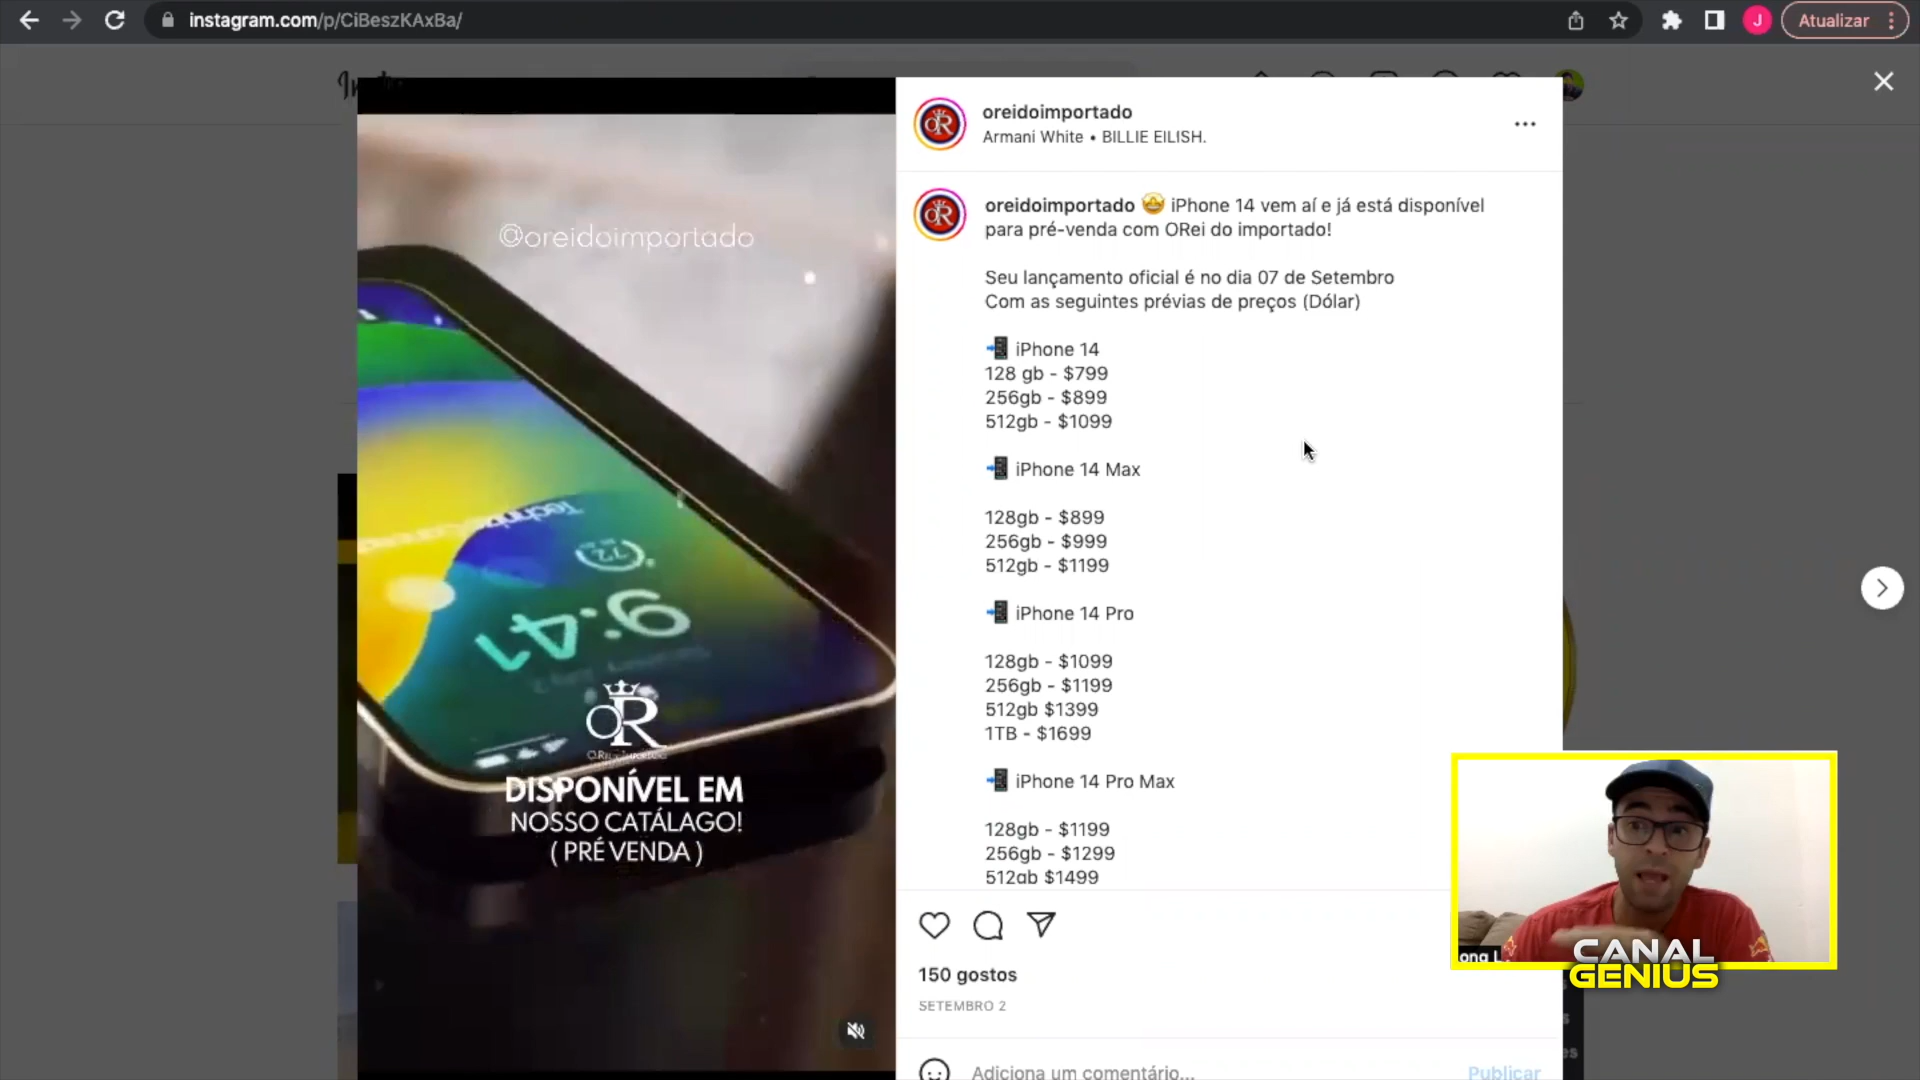 instagram.com/p/CiBeszKAxBa/
J
Atualizar
@oreidoimportado
72
9:41
OR
DISPONÍVEL EM
NOSSO CATÁLAGO!
( PRÉ VENDA )
oreidoimportado
Armani White • BILLIE EILISH.
oreidoimportado 🤩 iPhone 14 vem aí e já está disponível
para pré-venda com ORei do importado!
Seu lançamento oficial é no dia 07 de Setembro
Com as seguintes prévias de preços (Dólar)
📲 iPhone 14
128 gb - $799
256gb - $899
512gb - $1099
📲 iPhone 14 Max
128gb - $899
256gb - $999
512gb - $1199
📲 iPhone 14 Pro
128gb - $1099
256gb - $1199
512gb $1399
1TB - $1699
📲 iPhone 14 Pro Max
128gb - $1199
256gb - $1299
512gb $1499
150 gostos
SETEMBRO 2
Adiciona um comentário...
Publicar
CANAL
GENIUS